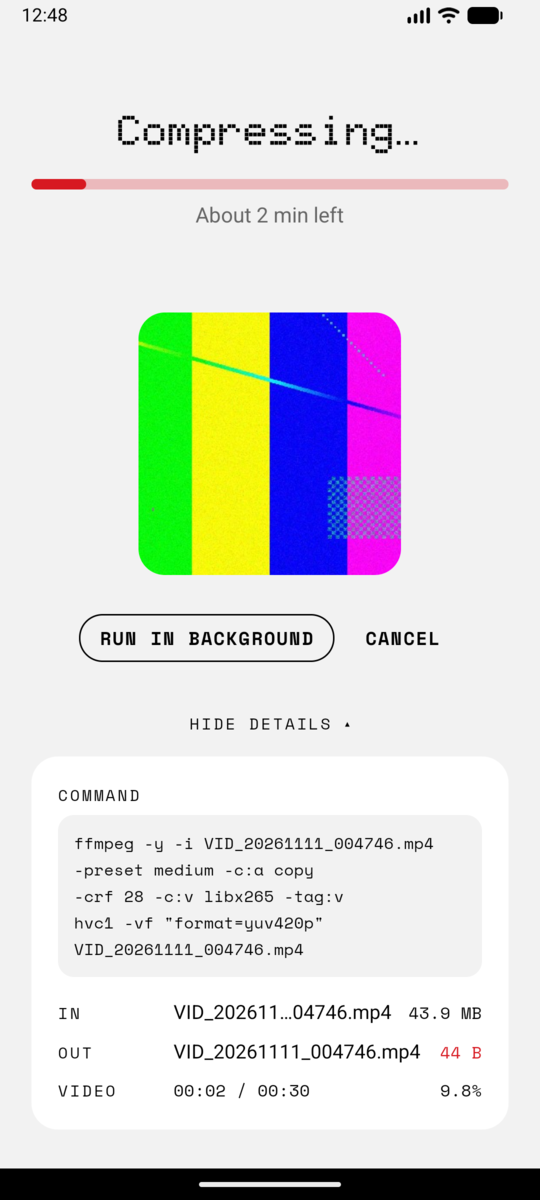 12:48
Compressing…
About 2 min left
RUN IN BACKGROUND CANCEL
HIDE DETAILS ▴
COMMAND
ffmpeg -y -i VID_20261111_004746.mp4
-preset medium -c:a copy
-crf 28 -c:v libx265 -tag:v
hvc1 -vf "format=yuv420p"
VID_20261111_004746.mp4
IN VID_202611…04746.mp4 43.9 MB
OUT VID_20261111_004746.mp4 44 B
VIDEO 00:02 / 00:30 9.8%